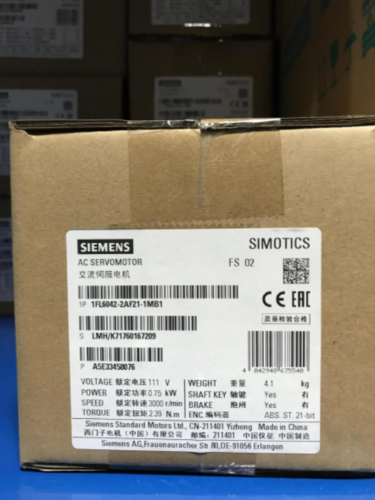 SIEMENS
SIMOTICS
AC SERVOMOTOR
FS 02
交流伺服电机
1P 1FL6042-2AF21-1MB1
CE EAC
质量检验合格
S LMH/K71760167209
P A5E33458076
4 042948 675540
VOLTAGE 额定电压 111 V
WEIGHT 重量 4.1 kg
POWER 额定功率 0.75 kW
SHAFT KEY 轴键 Yes 有
SPEED 额定转速 3000 r/min
BRAKE 抱闸 Yes 有
TORQUE 额定扭矩 2.39 N.m
ENC 编码器 ABS. ST. 21-bit
Siemens Standard Motors Ltd., CN-211401 Yizheng Made in China
西门子电机（中国）有限公司 邮编：211401 中国仪征 中国制造
Siemens AG,Frauenauracher Str.80,DE-91056 Erlangen